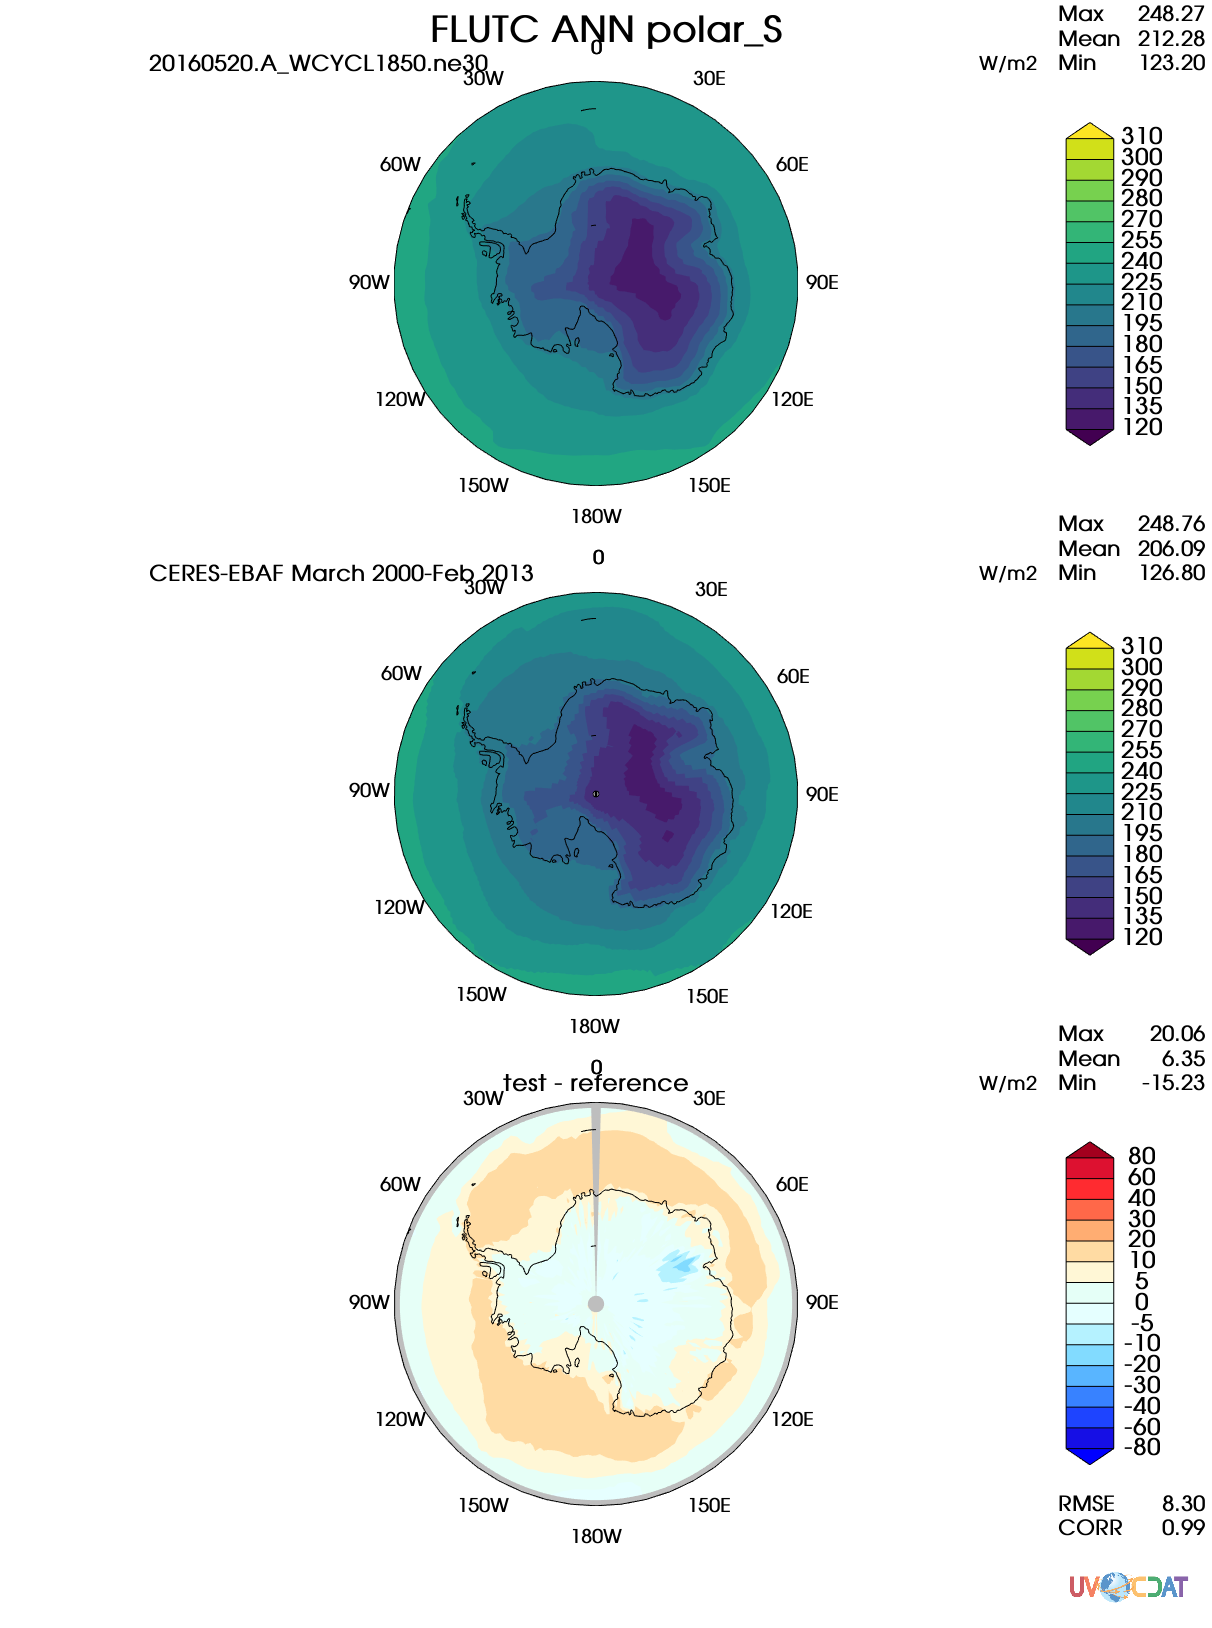 FLUTC ANN polar_S
20160520.A_WCYCL1850.ne30
W/m2
Max 248.27
Mean 212.28
Min 123.20
0
30W
30E
60W
60E
90W
90E
120W
120E
150W
150E
180W
310
300
290
280
270
255
240
225
210
195
180
165
150
135
120
CERES-EBAF March 2000-Feb 2013
W/m2
Max 248.76
Mean 206.09
Min 126.80
0
30W
30E
60W
60E
90W
90E
120W
120E
150W
150E
180W
310
300
290
280
270
255
240
225
210
195
180
165
150
135
120
test - reference
W/m2
Max 20.06
Mean 6.35
Min -15.23
0
30W
30E
60W
60E
90W
90E
120W
120E
150W
150E
180W
80
60
40
30
20
10
5
0
-5
-10
-20
-30
-40
-60
-80
RMSE 8.30
CORR 0.99
UV CDAT